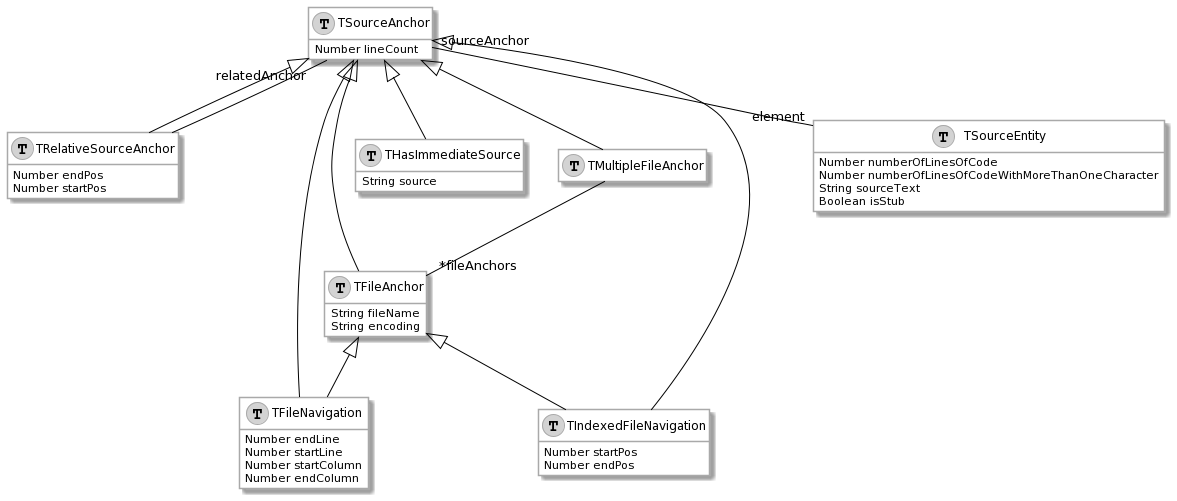 T TSourceAnchor
Number lineCount
sourceAnchor
relatedAnchor
element
T TRelativeSourceAnchor
Number endPos
Number startPos
T THasImmediateSource
String source
T TMultipleFileAnchor
T TSourceEntity
Number numberOfLinesOfCode
Number numberOfLinesOfCodeWithMoreThanOneCharacter
String sourceText
Boolean isStub
*fileAnchors
T TFileAnchor
String fileName
String encoding
T TFileNavigation
Number endLine
Number startLine
Number startColumn
Number endColumn
T TIndexedFileNavigation
Number startPos
Number endPos